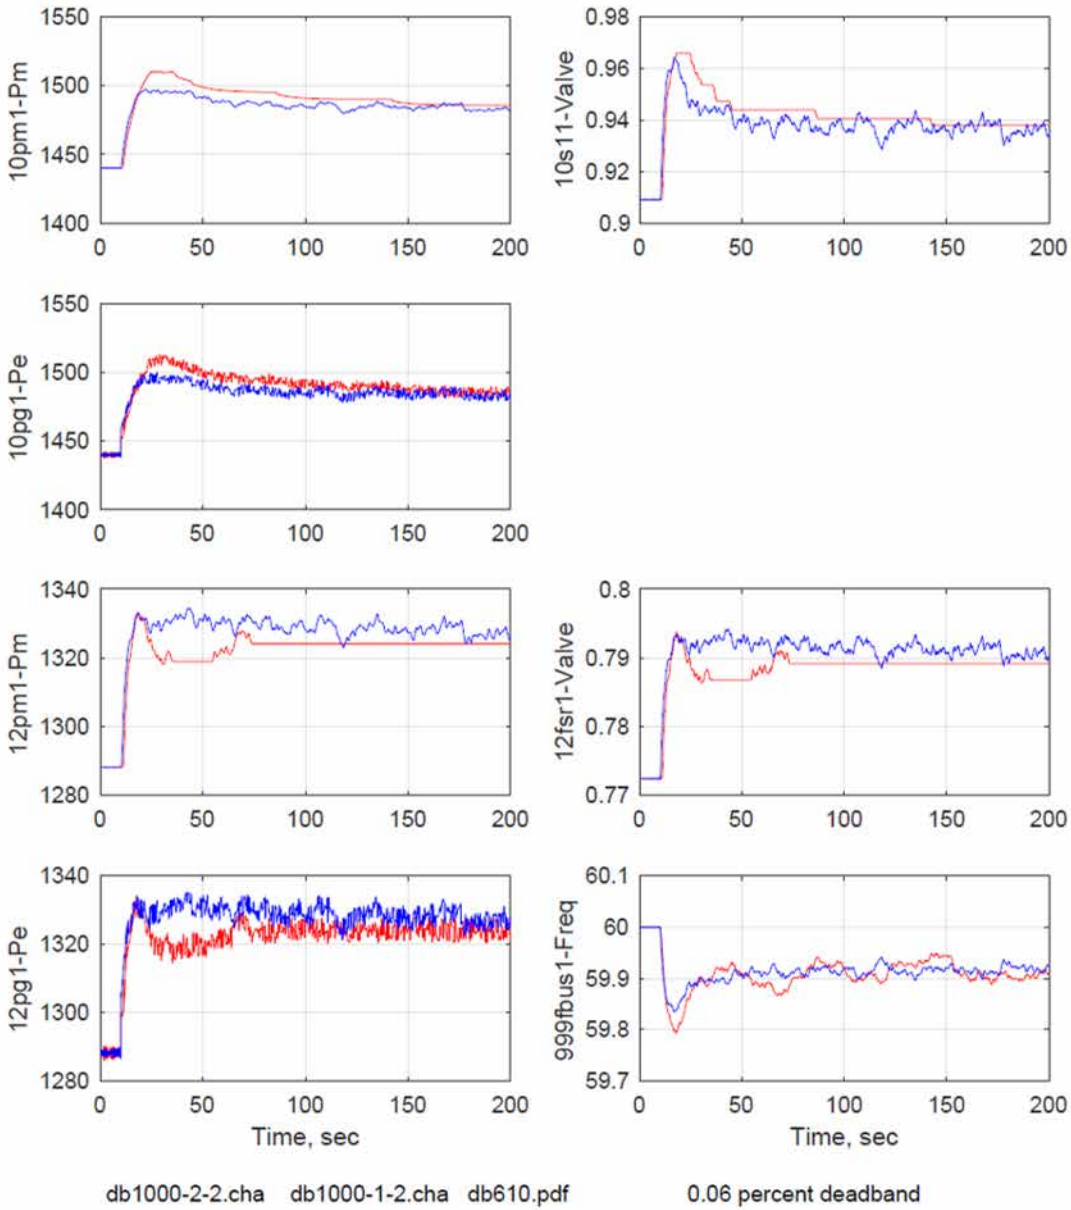 1550
1500
1450
1400
10pm1-Pm
0 50 100 150 200
0.98
0.96
0.94
0.92
0.9
10s11-Valve
0 50 100 150 200
1550
1500
1450
1400
10pg1-Pe
0 50 100 150 200
1340
1320
1300
1280
12pm1-Pm
0 50 100 150 200
0.8
0.79
0.78
0.77
12fsr1-Valve
0 50 100 150 200
1340
1320
1300
1280
12pg1-Pe
0 50 100 150 200
Time, sec
60.1
60
59.9
59.8
59.7
999fbus1-Freq
0 50 100 150 200
Time, sec
db1000-2-2.cha db1000-1-2.cha db610.pdf 0.06 percent deadband